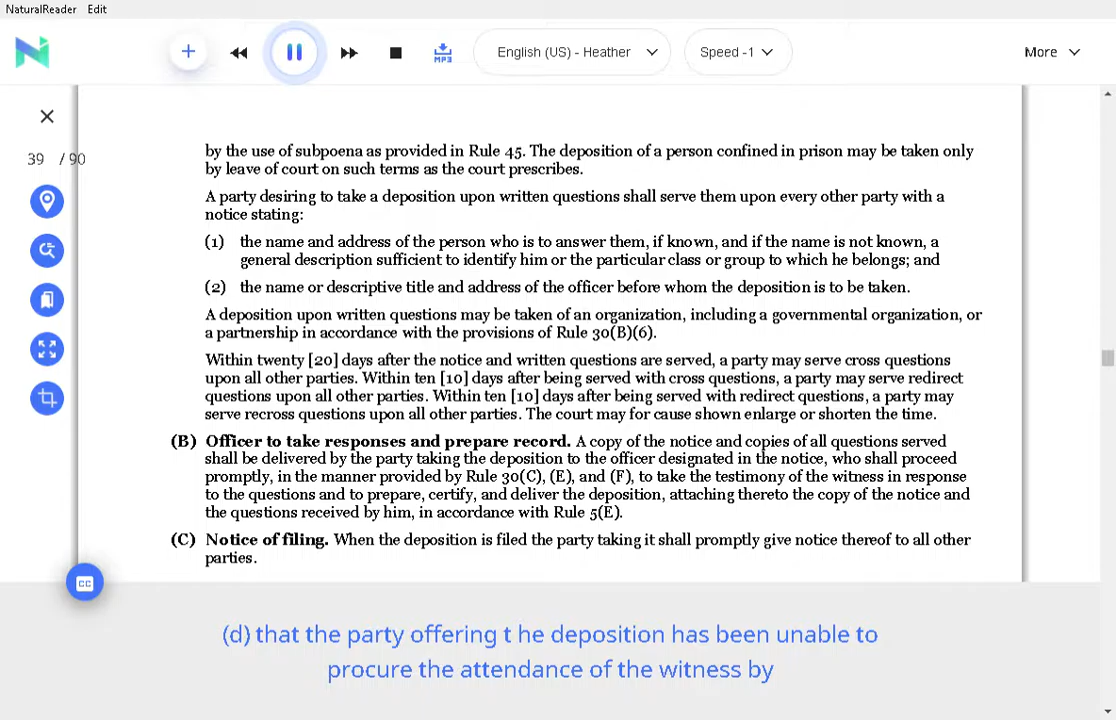 NaturalReader Edit
MP3 English (US) - Heather Speed -1 More
39 / 90
by the use of subpoena as provided in Rule 45. The deposition of a person confined in prison may be taken only
by leave of court on such terms as the court prescribes.
A party desiring to take a deposition upon written questions shall serve them upon every other party with a
notice stating:
(1) the name and address of the person who is to answer them, if known, and if the name is not known, a
general description sufficient to identify him or the particular class or group to which he belongs; and
(2) the name or descriptive title and address of the officer before whom the deposition is to be taken.
A deposition upon written questions may be taken of an organization, including a governmental organization, or
a partnership in accordance with the provisions of Rule 30(B)(6).
Within twenty [20] days after the notice and written questions are served, a party may serve cross questions
upon all other parties. Within ten [10] days after being served with cross questions, a party may serve redirect
questions upon all other parties. Within ten [10] days after being served with redirect questions, a party may
serve recross questions upon all other parties. The court may for cause shown enlarge or shorten the time.
(B) Officer to take responses and prepare record. A copy of the notice and copies of all questions served
shall be delivered by the party taking the deposition to the officer designated in the notice, who shall proceed
promptly, in the manner provided by Rule 30(C), (E), and (F), to take the testimony of the witness in response
to the questions and to prepare, certify, and deliver the deposition, attaching thereto the copy of the notice and
the questions received by him, in accordance with Rule 5(E).
(C) Notice of filing. When the deposition is filed the party taking it shall promptly give notice thereof to all other
parties.
CC
(d) that the party offering t he deposition has been unable to
procure the attendance of the witness by